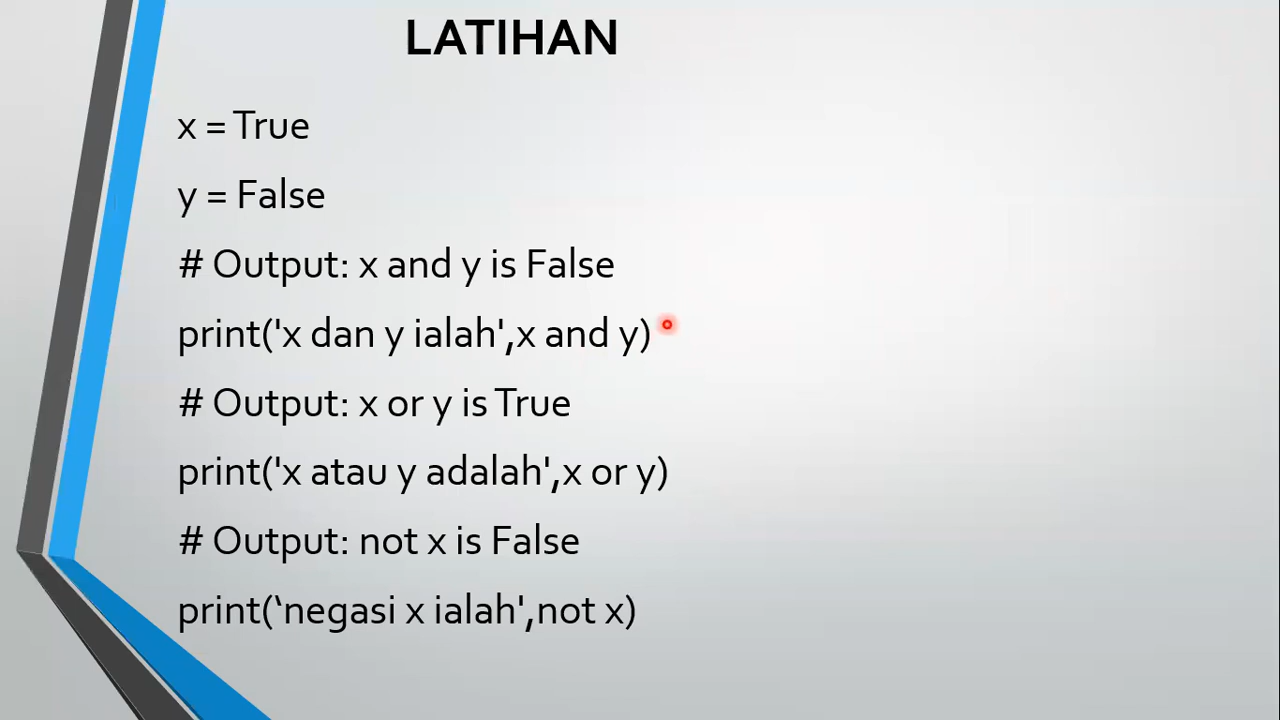 LATIHAN
x = True
y = False
# Output: x and y is False
print('x dan y ialah',x and y)
# Output: x or y is True
print('x atau y adalah',x or y)
# Output: not x is False
print(‛negasi x ialah',not x)